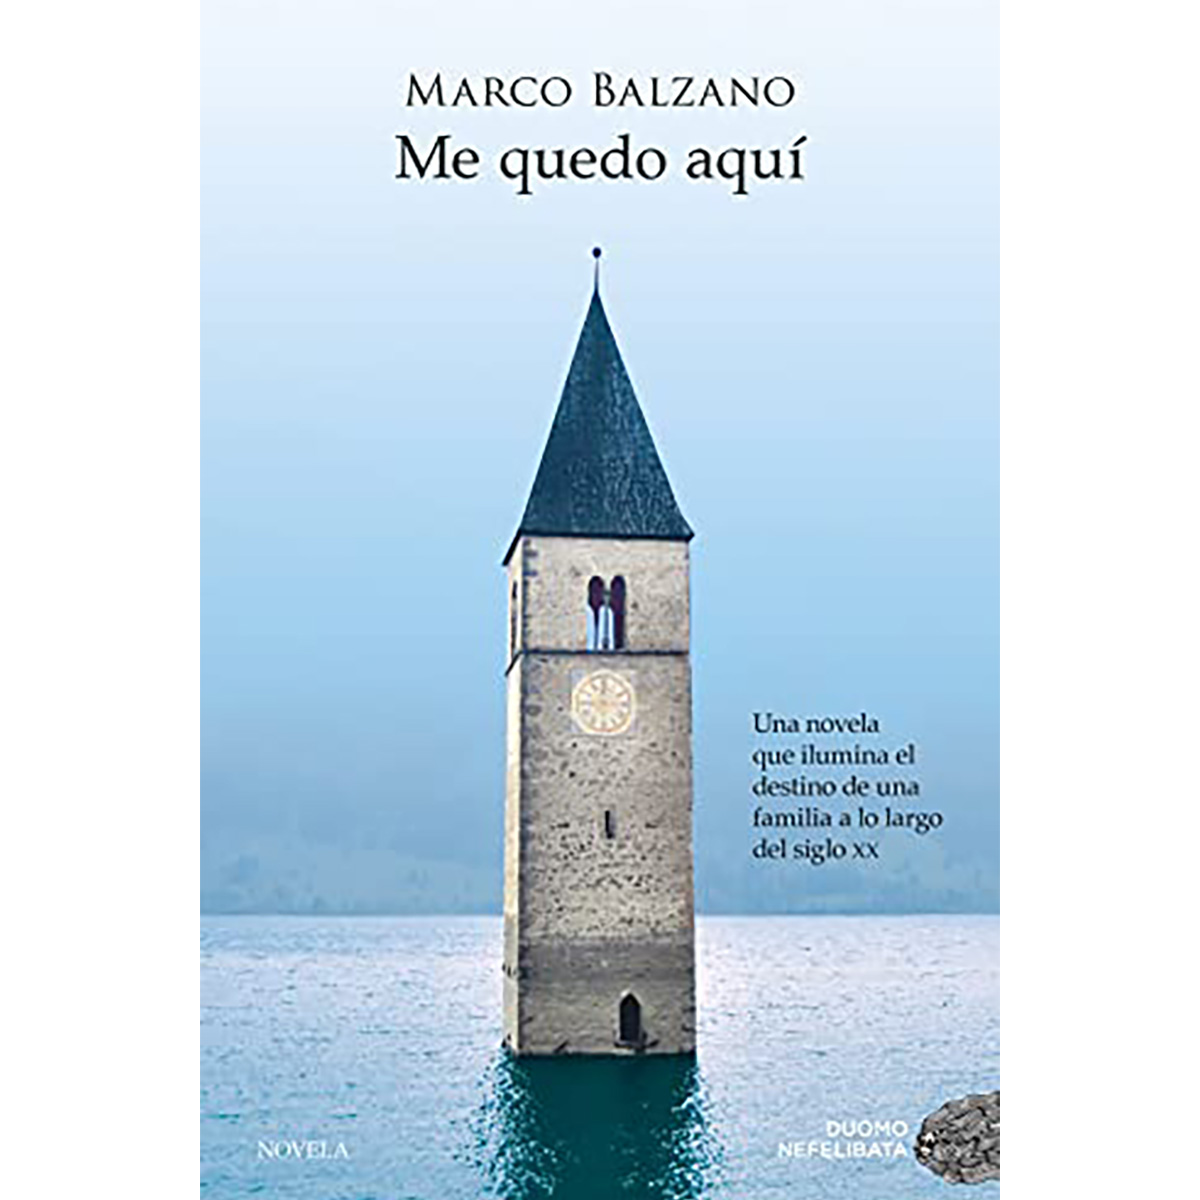 MARCO BALZANO
Me quedo aquí
Una novela
que ilumina el
destino de una
familia a lo largo
del siglo XX
NOVELA
DUOMO
NEFELIBATA